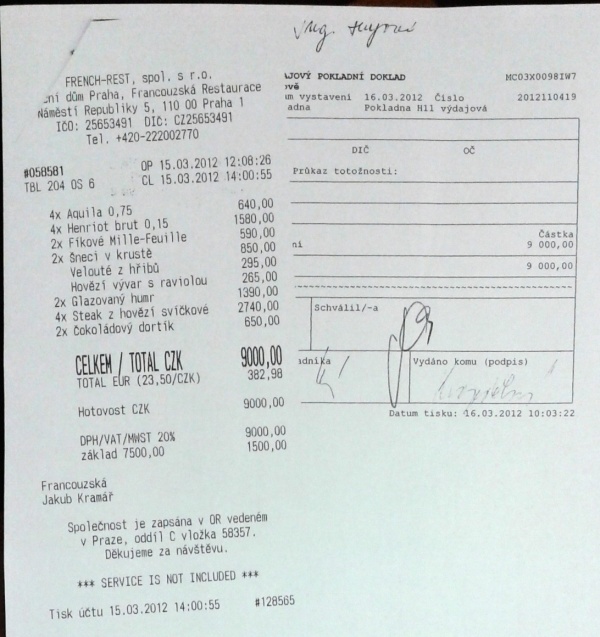 Ing.
FRENCH-REST, spol. s r.o.
ní dům Praha, Francouzská Restaurace
Náměstí Republiky 5, 110 00 Praha 1
IČO: 25653491 DIČ: CZ25653491
Tel. +420-222002770
#058581 OP 15.03.2012 12:08:26
TBL 204 OS 6 CL 15.03.2012 14:00:55
4x Aquila 0,75 640,00
4x Henriot brut 0,15 1580,00
2x Fíkové Mille-Feuille 590,00
2x Šneci v krustě 850,00
Velouté z hřibů 295,00
Hovězí vývar s raviolou 265,00
2x Glazovaný humr 1390,00
4x Steak z hovězí svíčkové 2740,00
2x čokoládový dortík 650,00
CELKEM / TOTAL CZK 9000,00
TOTAL EUR (23,50/CZK) 382,98
Hotovost CZK 9000,00
DPH/VAT/MWST 20% 9000,00
základ 7500,00 1500,00
Francouzská
Jakub Kramář
Společnost je zapsána v OR vedeném
v Praze, oddíl C vložka 58357.
Děkujeme za návštěvu.
*** SERVICE IS NOT INCLUDED ***
Tisk účtu 15.03.2012 14:00:55 #128565
AJOVÝ POKLADNÍ DOKLAD MC03X0098IW7
ově
um vystavení 16.03.2012 Číslo 2012110419
adna Pokladna H11 výdajová
DIČ OČ
Průkaz totožnosti:
Částka
ní 9 000,00
9 000,00
Schválil/-a
adníka Vydáno komu (podpis)
Datum tisku: 16.03.2012 10:03:22